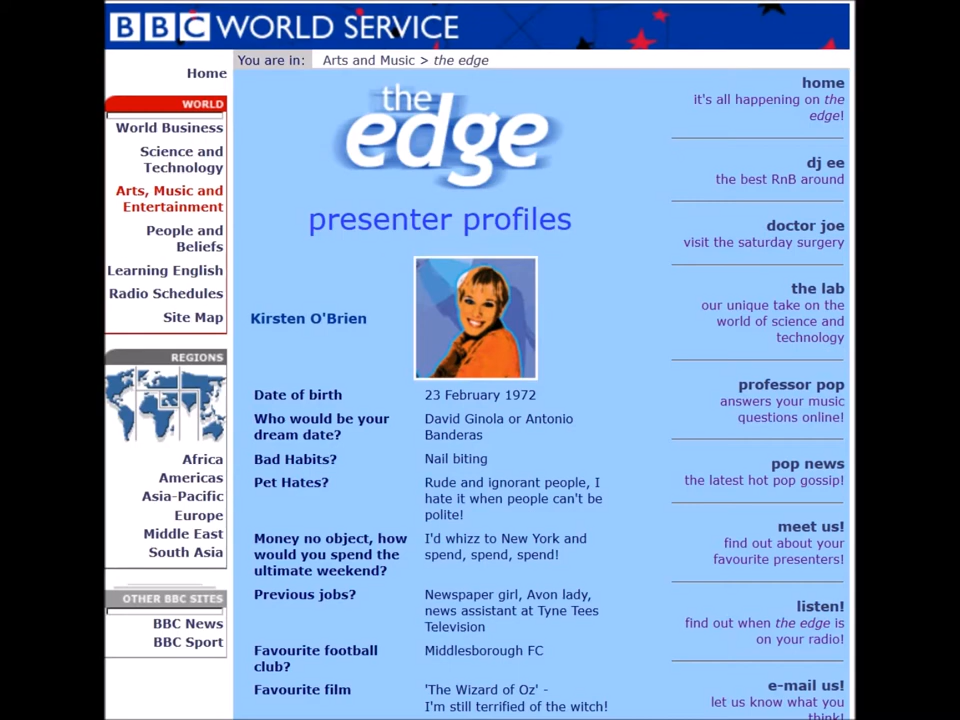 BBC WORLD SERVICE
You are in: Arts and Music > the edge
Home
WORLD
World Business
Science and
Technology
Arts, Music and
Entertainment
People and
Beliefs
Learning English
Radio Schedules
Site Map
REGIONS
Africa
Americas
Asia-Pacific
Europe
Middle East
South Asia
OTHER BBC SITES
BBC News
BBC Sport
the
edge
presenter profiles
Kirsten O'Brien
Date of birth
23 February 1972
Who would be your
dream date?
David Ginola or Antonio
Banderas
Bad Habits?
Nail biting
Pet Hates?
Rude and ignorant people, I
hate it when people can't be
polite!
Money no object, how
would you spend the
ultimate weekend?
I'd whizz to New York and
spend, spend, spend!
Previous jobs?
Newspaper girl, Avon lady,
news assistant at Tyne Tees
Television
Favourite football
club?
Middlesborough FC
Favourite film
'The Wizard of Oz' -
I'm still terrified of the witch!
home
it's all happening on the
edge!
dj ee
the best RnB around
doctor joe
visit the saturday surgery
the lab
our unique take on the
world of science and
technology
professor pop
answers your music
questions online!
pop news
the latest hot pop gossip!
meet us!
find out about your
favourite presenters!
listen!
find out when the edge is
on your radio!
e-mail us!
let us know what you
think!